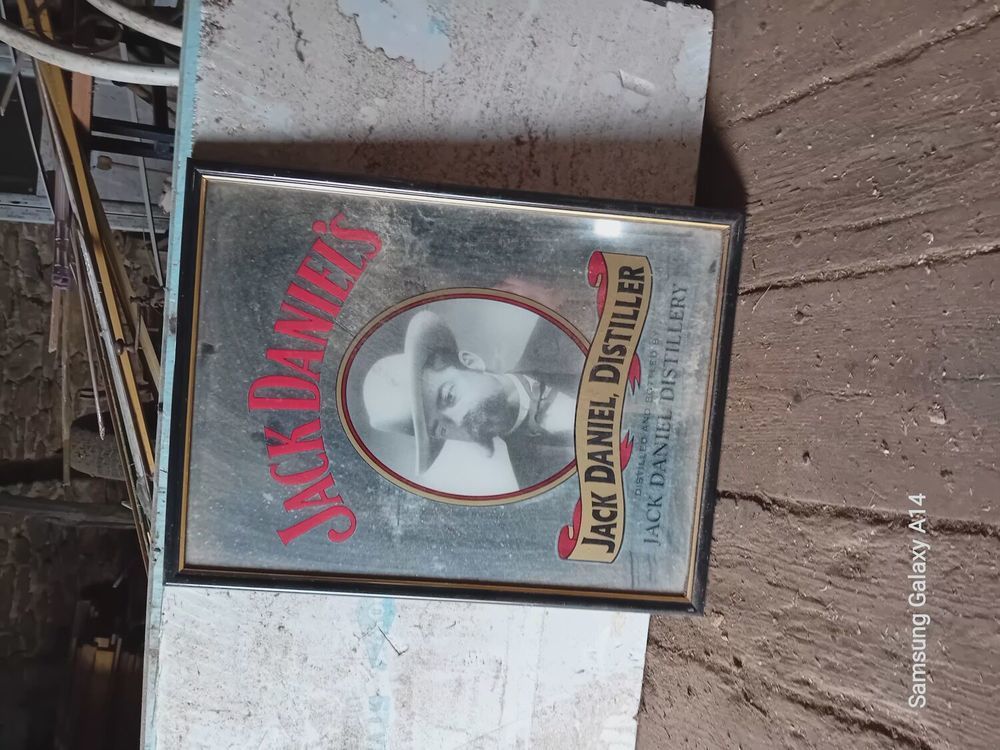 JACK DANIEL'S
JACK DANIEL, DISTILLER
DISTILLED AND BOTTLED BY
JACK DANIEL DISTILLERY
Samsung Galaxy A14